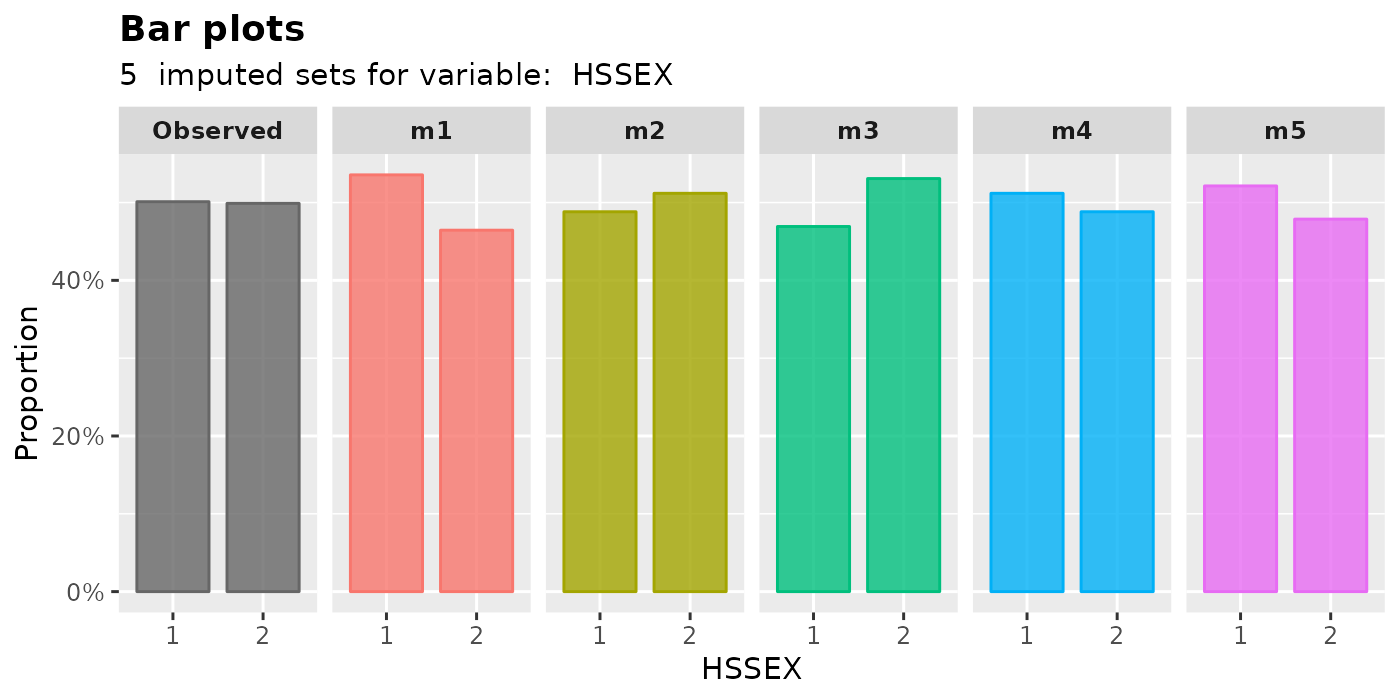 Bar plots
5  imputed sets for variable:  HSSEX
Observed m1 m2 m3 m4 m5
Proportion
40%
20%
0%
1 2 1 2 1 2 1 2 1 2 1 2
HSSEX